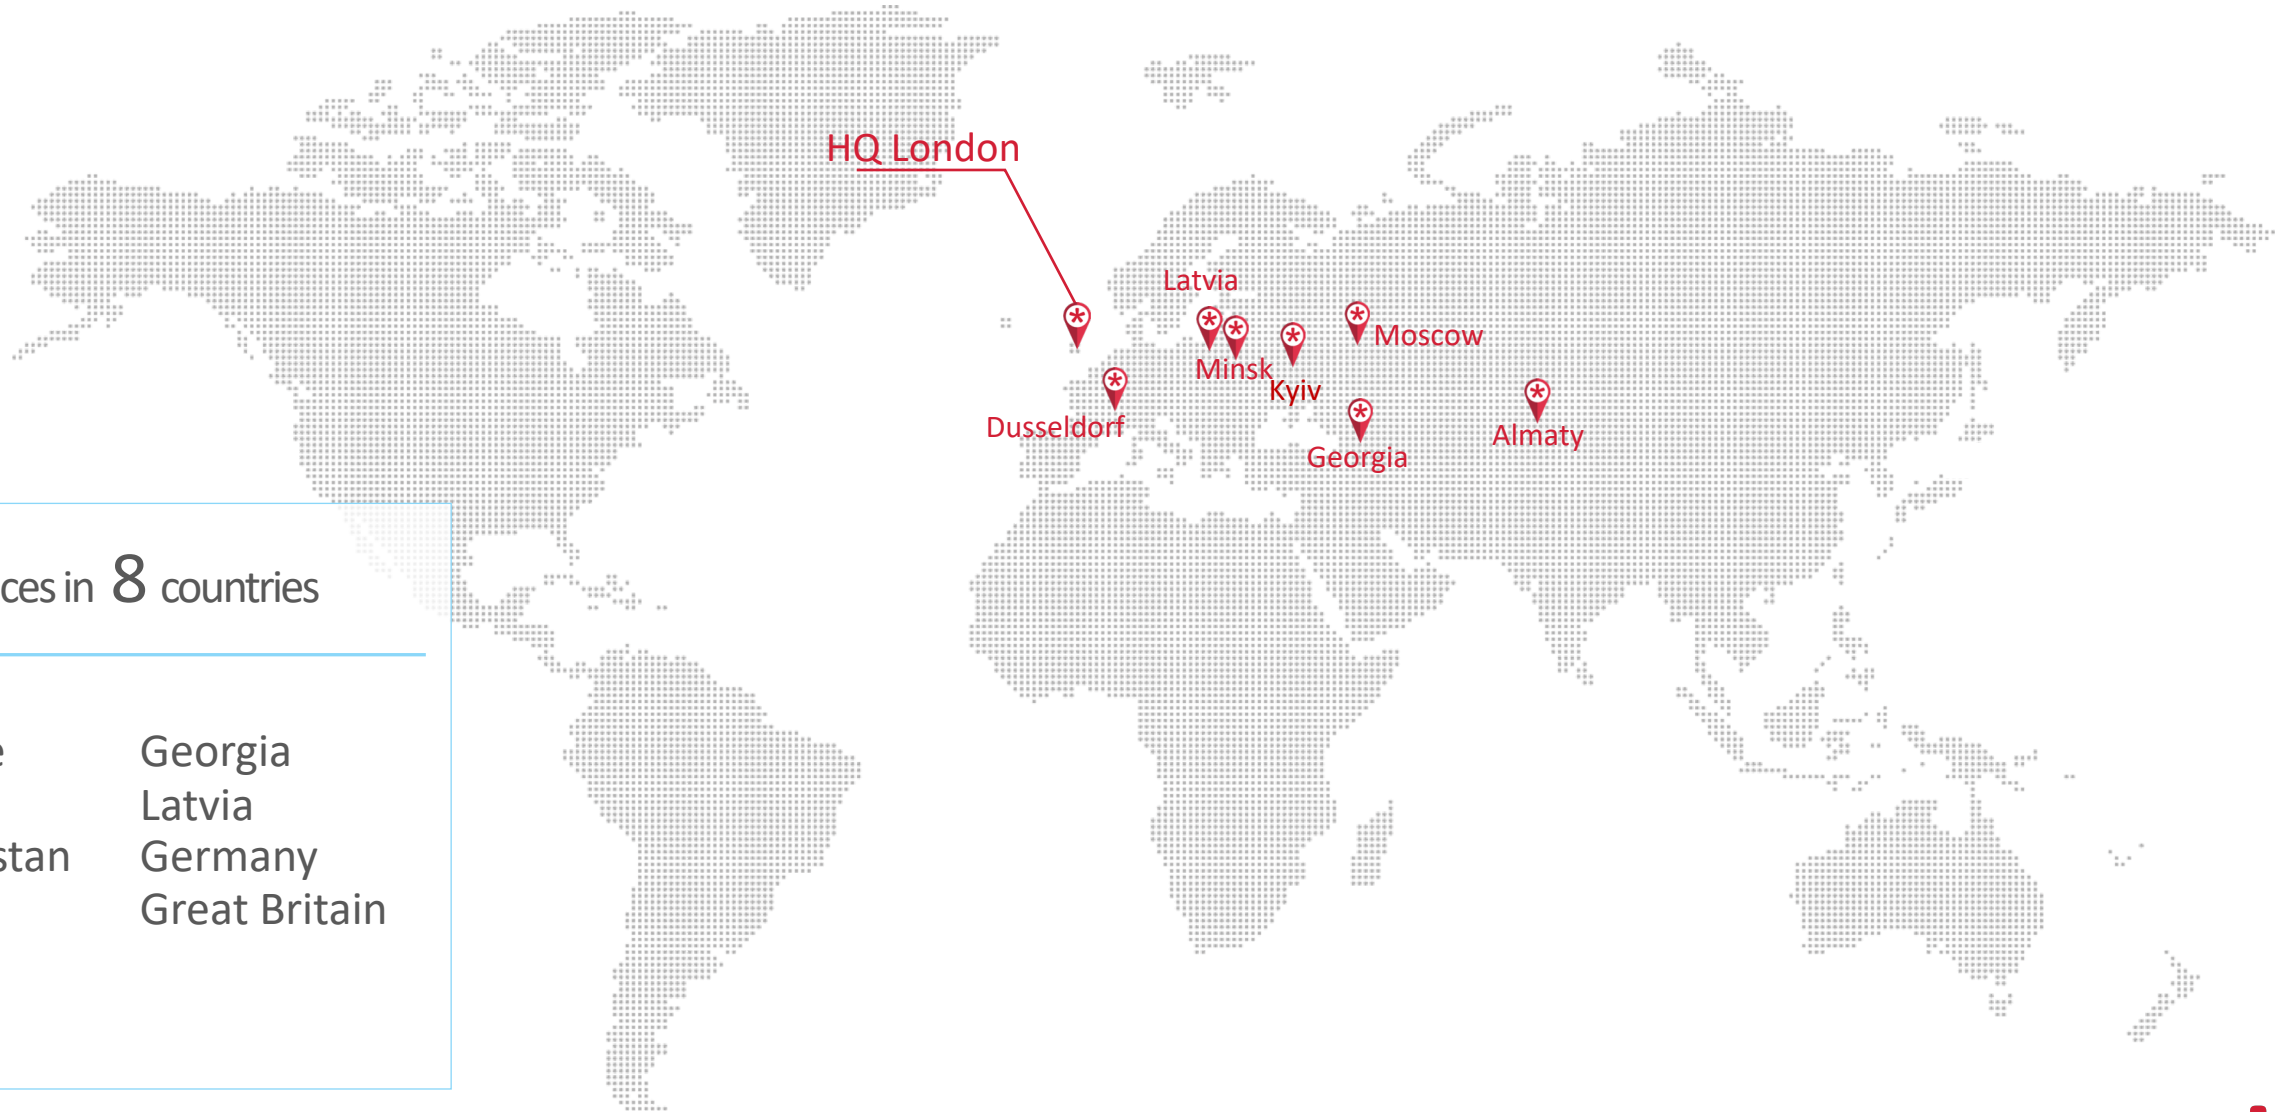 HQ London
Latvia
Moscow
Minsk
Kyiv
Dusseldorf
Almaty
Georgia
ces in 8 countries
e Georgia
Latvia
stan Germany
Great Britain